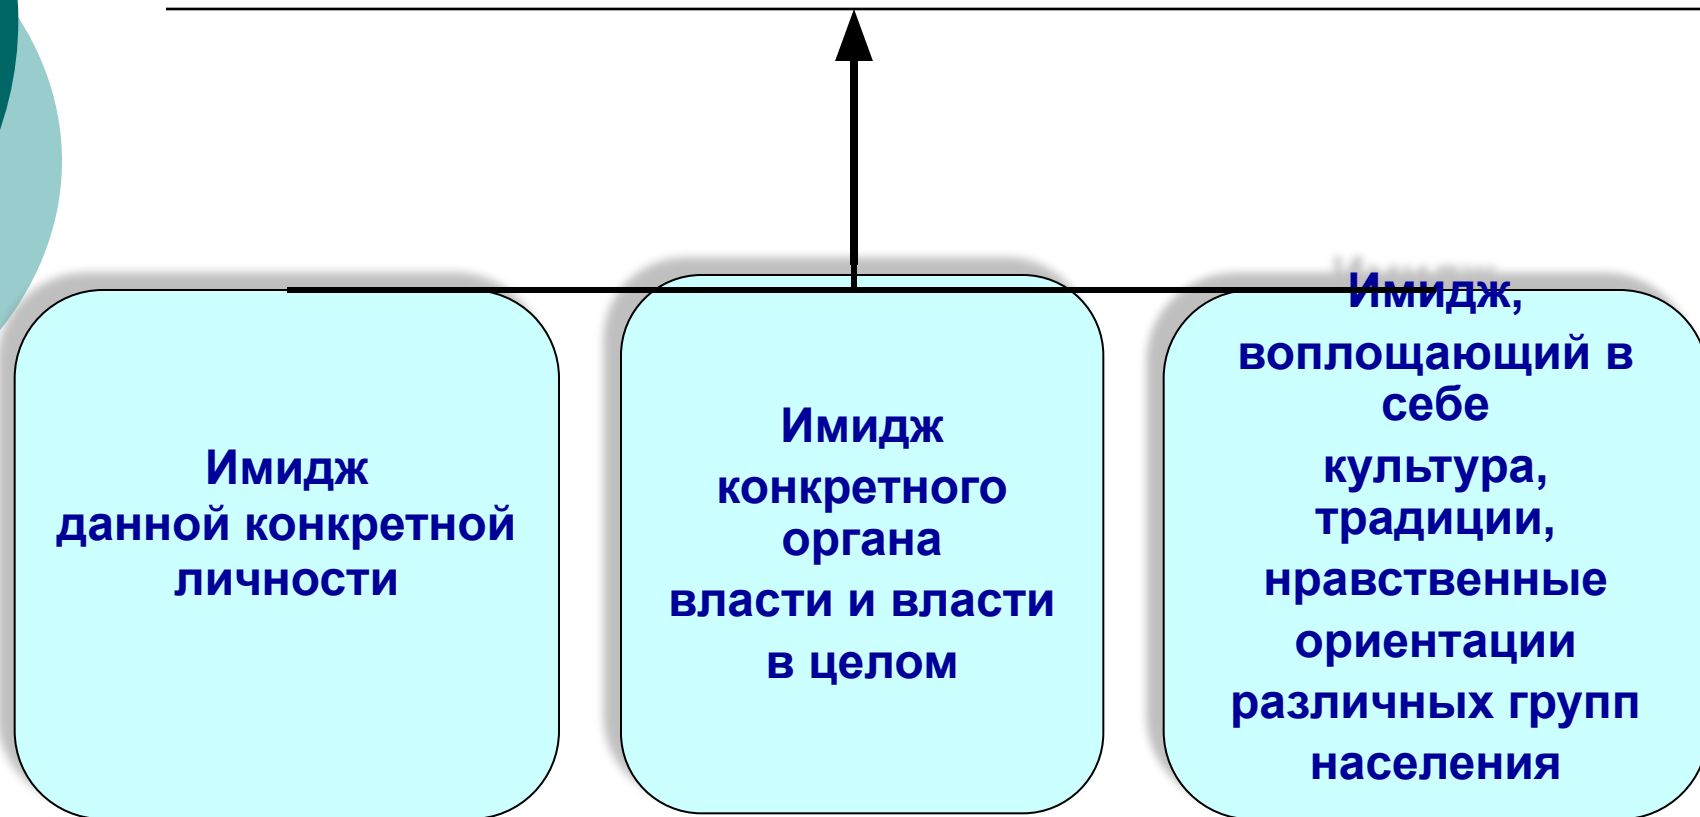 Имидж
данной конкретной
личности
Имидж
конкретного
органа
власти и власти
в целом
Имидж,
воплощающий в
себе
культура,
традиции,
нравственные
ориентации
различных групп
населения